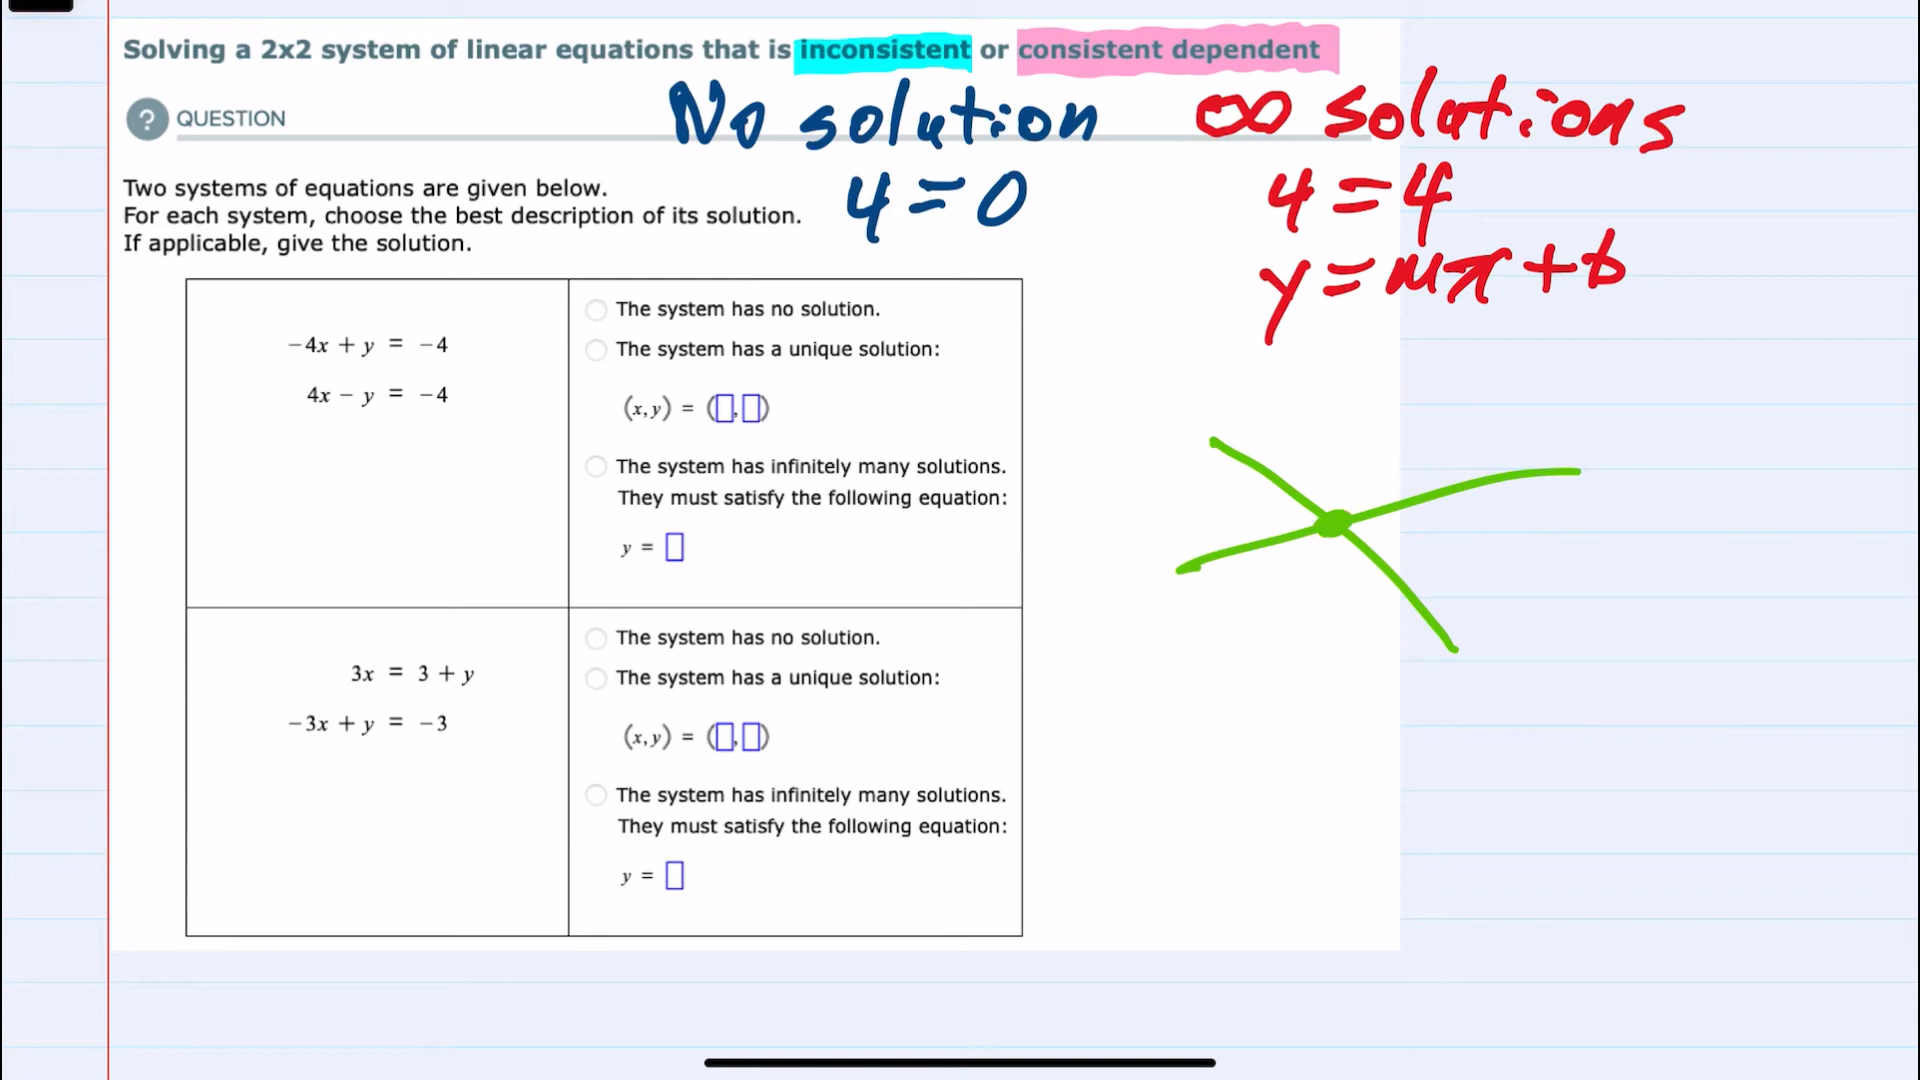 Solving a 2x2 system of linear equations that is inconsistent or consistent dependent
? QUESTION
No solution
∞ solutions
4=0
4=4
y=mx+b
Two systems of equations are given below.
For each system, choose the best description of its solution.
If applicable, give the solution.
−4x + y = −4
4x − y = −4
The system has no solution.
The system has a unique solution:
(x, y) = (▯, ▯)
The system has infinitely many solutions.
They must satisfy the following equation:
y = ▯
3x = 3 + y
−3x + y = −3
The system has no solution.
The system has a unique solution:
(x, y) = (▯, ▯)
The system has infinitely many solutions.
They must satisfy the following equation:
y = ▯